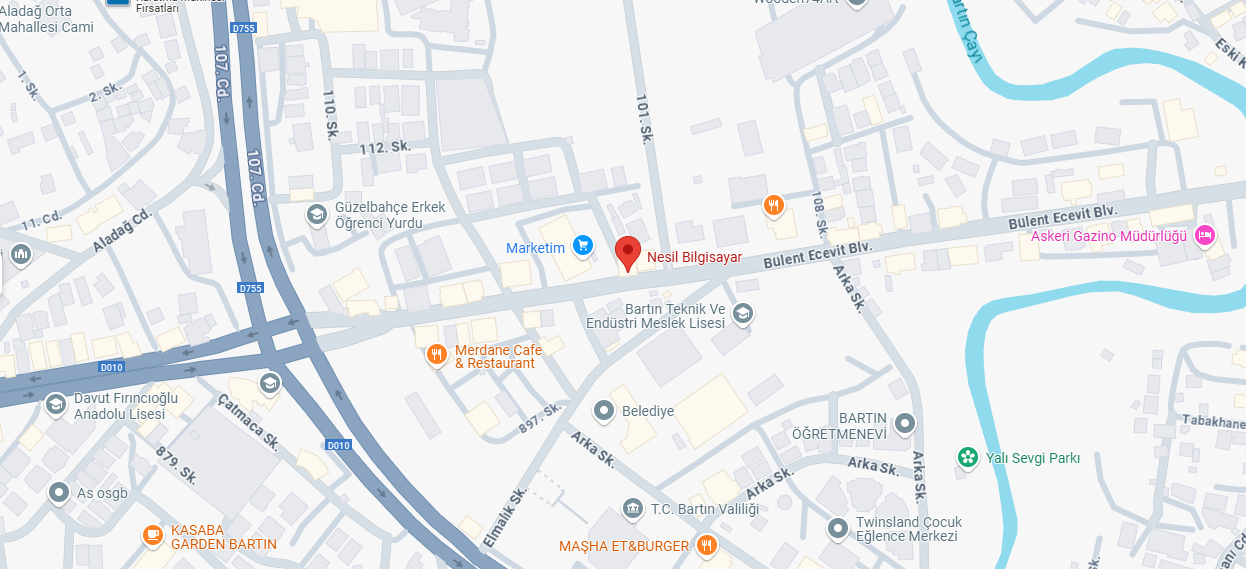 Aladağ Orta
Mahallesi Cami
Fırsatları
D755
107. Cd.
Bartın Çayı
1. Sk.
2. Sk.
110. Sk.
101. Sk.
112. Sk.
107. Cd.
11. Cd.
Aladağ Cd.
Güzelbahçe Erkek
Öğrenci Yurdu
108. Sk.
Bülent Ecevit Blv.
Askeri Gazino Müdürlüğü
Marketim
Nesil Bilgisayar
Bülent Ecevit Blv.
Arka Sk.
D755
Bartın Teknik Ve
Endüstri Meslek Lisesi
Merdane Cafe
& Restaurant
D010
Davut Fırıncıoğlu
Anadolu Lisesi
Çatmaca Sk.
897. Sk.
Belediye
BARTIN
ÖĞRETMENEVİ
Tabakhane
D010
Arka Sk.
879. Sk.
Arka Sk.
Arka Sk.
Arka Sk.
Yalı Sevgi Parkı
As osgb
Elmalık Sk.
T.C. Bartın Valiliği
Twinsland Çocuk
Eğlence Merkezi
KASABA
GARDEN BARTIN
MAŞHA ET&BURGER